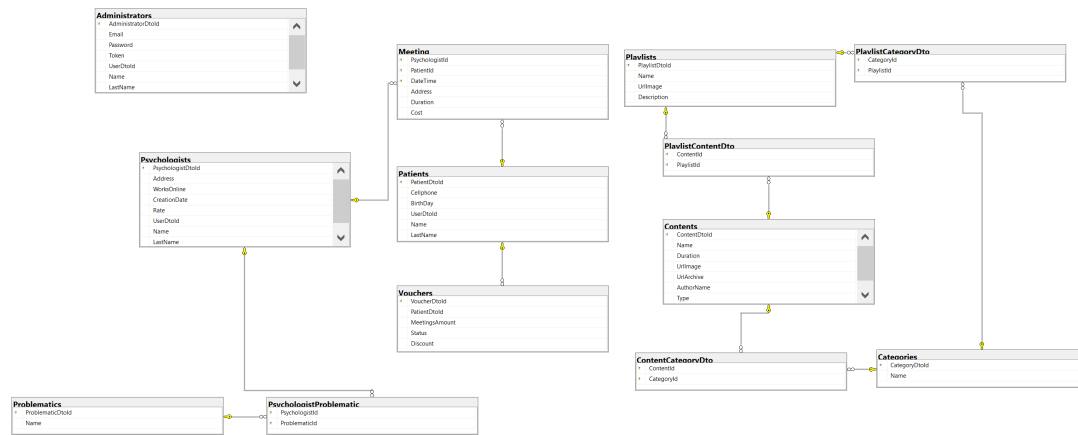 Administrators
AdministratorDtoId
Email
Password
Token
UserDtoId
Name
LastName
Meeting
PsychologistId
PatientId
DateTime
Address
Duration
Cost
Playlists
PlaylistDtoId
Name
UrlImage
Description
PlaylistCategoryDto
CategoryId
PlaylistId
PlaylistContentDto
ContentId
PlaylistId
Psychologists
PsychologistDtoId
Address
WorksOnline
CreationDate
Rate
UserDtoId
Name
LastName
Patients
PatientDtoId
Cellphone
BirthDay
UserDtoId
Name
LastName
Contents
ContentDtoId
Name
Duration
UrlImage
UrlArchive
AuthorName
Type
Vouchers
VoucherDtoId
PatientDtoId
MeetingsAmount
Status
Discount
ContentCategoryDto
ContentId
CategoryId
Categories
CategoryDtoId
Name
Problematics
ProblematicDtoId
Name
PsychologistProblematic
PsychologistId
ProblematicId